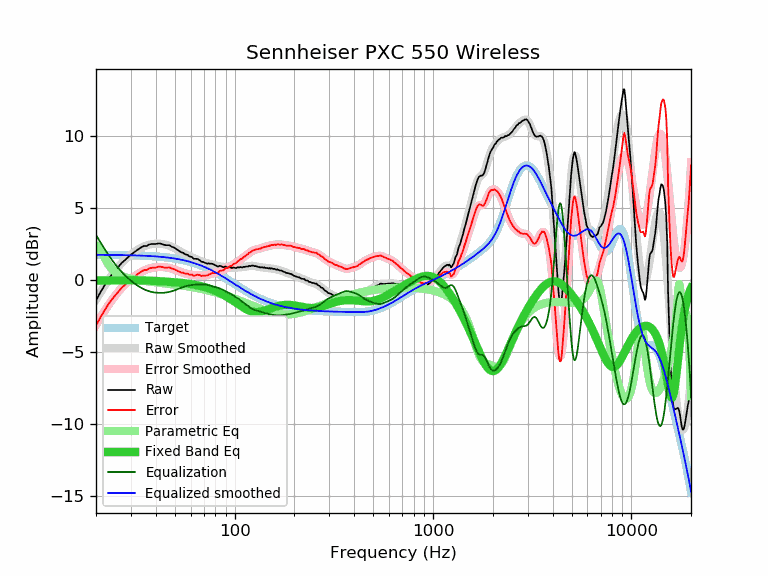 Sennheiser PXC 550 Wireless
Amplitude (dBr)
10
5
0
−5
−10
−15
Target
Raw Smoothed
Error Smoothed
Raw
Error
Parametric Eq
Fixed Band Eq
Equalization
Equalized smoothed
100
1000
10000
Frequency (Hz)